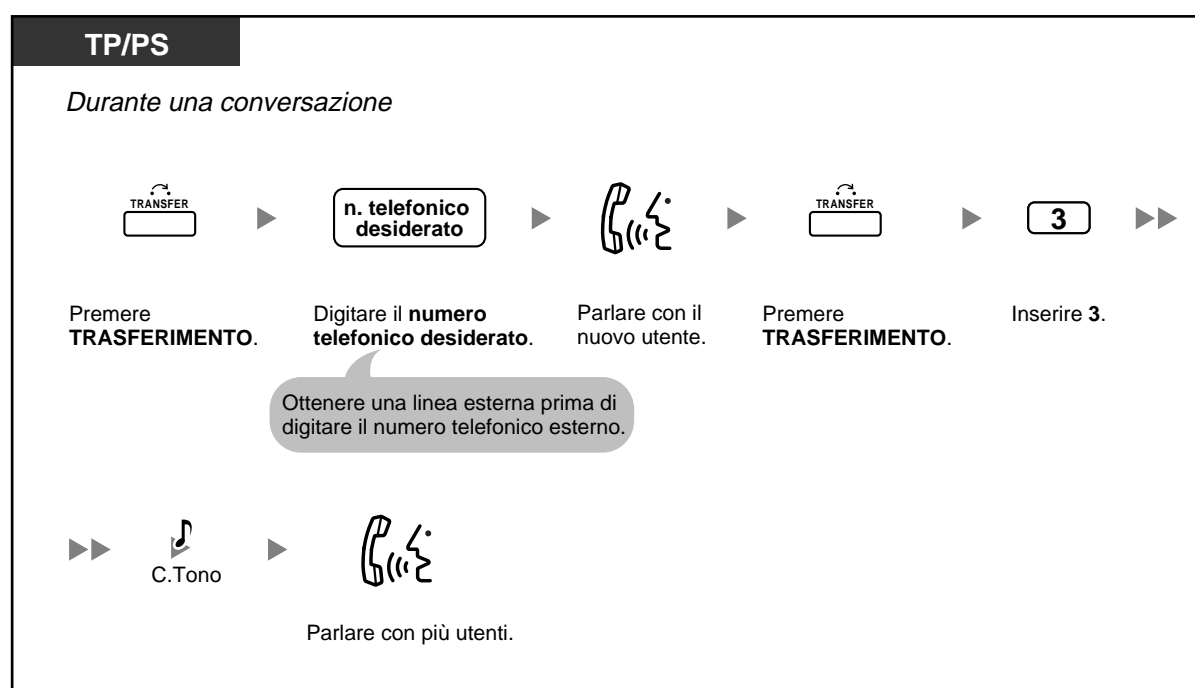 TP/PS
Durante una conversazione
TRANSFER
n. telefonico
desiderato
TRANSFER
3
Premere
TRASFERIMENTO.
Digitare il numero
telefonico desiderato.
Parlare con il
nuovo utente.
Premere
TRASFERIMENTO.
Inserire 3.
Ottenere una linea esterna prima di
digitare il numero telefonico esterno.
C.Tono
Parlare con più utenti.